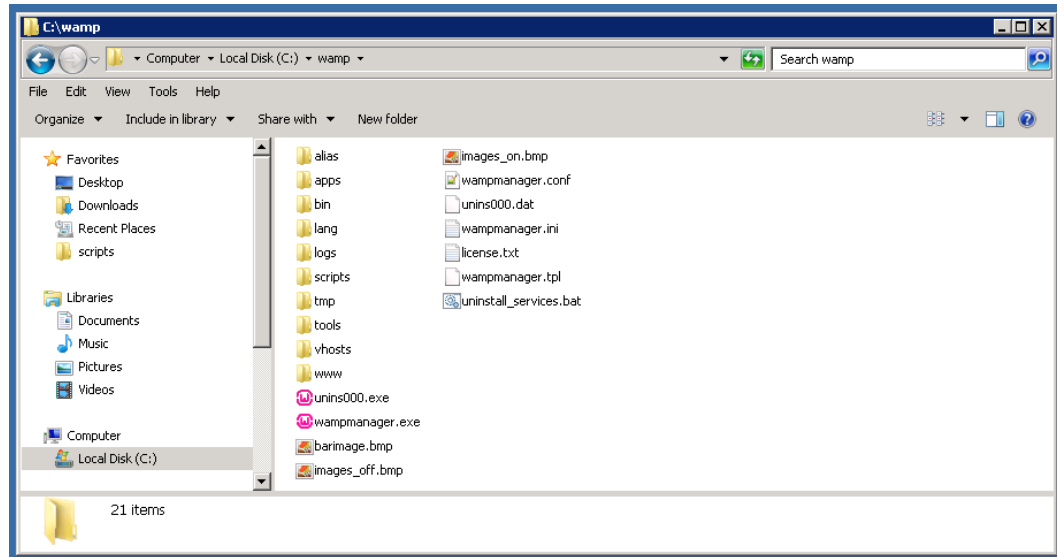 C:\wamp
Computer Local Disk (C:) wamp
Search wamp
File Edit View Tools Help
Organize Include in library Share with New folder
Favorites
Desktop
Downloads
Recent Places
scripts
Libraries
Documents
Music
Pictures
Videos
Computer
Local Disk (C:)
alias
apps
bin
lang
logs
scripts
tmp
tools
vhosts
www
unins000.exe
wampmanager.exe
barimage.bmp
images_off.bmp
images_on.bmp
wampmanager.conf
unins000.dat
wampmanager.ini
license.txt
wampmanager.tpl
uninstall_services.bat
21 items